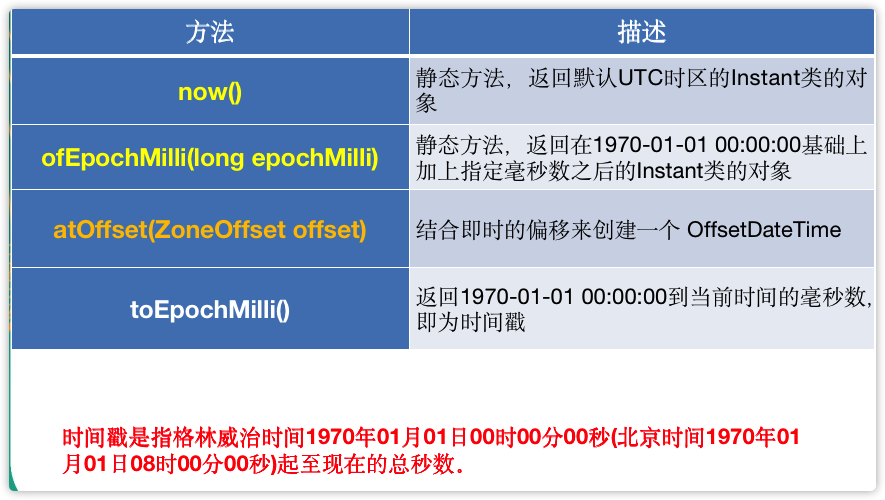 方法
描述
now()
静态方法，返回默认UTC时区的Instant类的对
象
ofEpochMilli(long epochMilli)
静态方法，返回在1970-01-01 00:00:00基础上
加上指定毫秒数之后的Instant类的对象
atOffset(ZoneOffset offset)
结合即时的偏移来创建一个 OffsetDateTime
toEpochMilli()
返回1970-01-01 00:00:00到当前时间的毫秒数,
即为时间戳
时间戳是指格林威治时间1970年01月01日00时00分00秒(北京时间1970年01
月01日08时00分00秒)起至现在的总秒数。